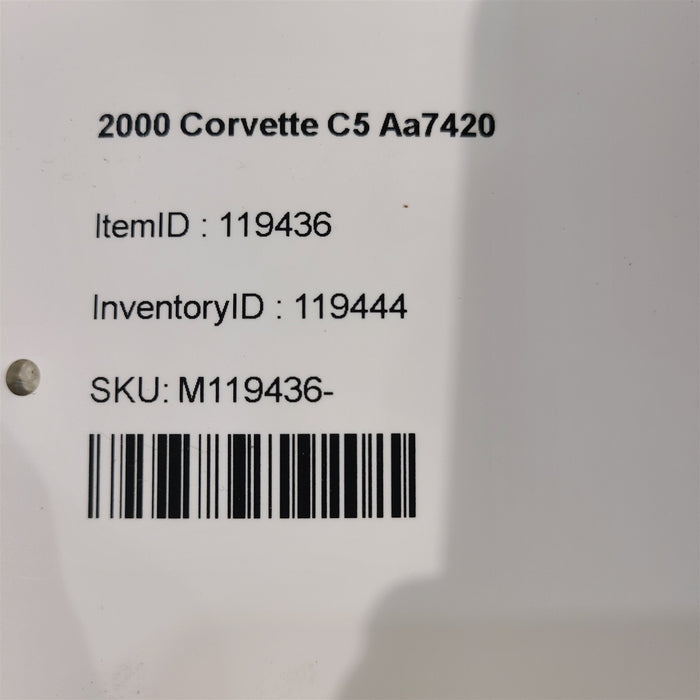 2000 Corvette C5 Aa7420
ItemID : 119436
InventoryID : 119444
SKU: M119436-